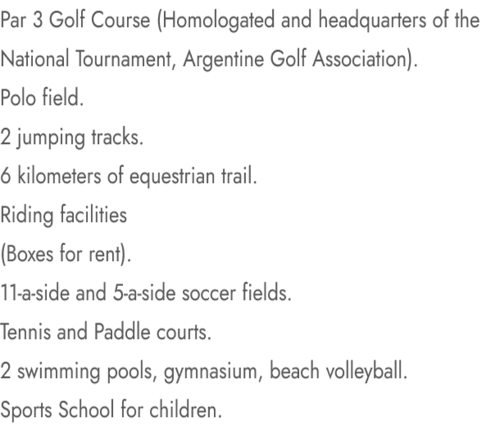 Par 3 Golf Course (Homologated and headquarters of the
National Tournament, Argentine Golf Association).
Polo field.
2 jumping tracks.
6 kilometers of equestrian trail.
Riding facilities
(Boxes for rent).
11-a-side and 5-a-side soccer fields.
Tennis and Paddle courts.
2 swimming pools, gymnasium, beach volleyball.
Sports School for children.